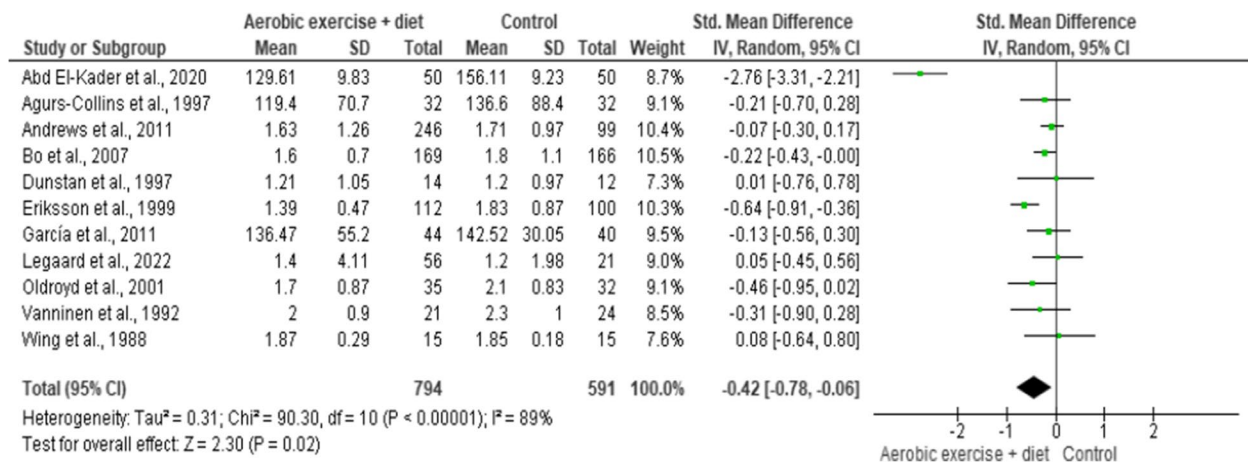 Aerobic exercise + diet Control Std. Mean Difference Std. Mean Difference
Study or Subgroup Mean SD Total Mean SD Total Weight IV, Random, 95% CI IV, Random, 95% CI
Abd El-Kader et al., 2020 129.61 9.83 50 156.11 9.23 50 8.7% -2.76 [-3.31, -2.21]
Agurs-Collins et al., 1997 119.4 70.7 32 136.6 88.4 32 9.1% -0.21 [-0.70, 0.28]
Andrews et al., 2011 1.63 1.26 246 1.71 0.97 99 10.4% -0.07 [-0.30, 0.17]
Bo et al., 2007 1.6 0.7 169 1.8 1.1 166 10.5% -0.22 [-0.43, -0.00]
Dunstan et al., 1997 1.21 1.05 14 1.2 0.97 12 7.3% 0.01 [-0.76, 0.78]
Eriksson et al., 1999 1.39 0.47 112 1.83 0.87 100 10.3% -0.64 [-0.91, -0.36]
García et al., 2011 136.47 55.2 44 142.52 30.05 40 9.5% -0.13 [-0.56, 0.30]
Legaard et al., 2022 1.4 4.11 56 1.2 1.98 21 9.0% 0.05 [-0.45, 0.56]
Oldroyd et al., 2001 1.7 0.87 35 2.1 0.83 32 9.1% -0.46 [-0.95, 0.02]
Vanninen et al., 1992 2 0.9 21 2.3 1 24 8.5% -0.31 [-0.90, 0.28]
Wing et al., 1988 1.87 0.29 15 1.85 0.18 15 7.6% 0.08 [-0.64, 0.80]
Total (95% CI) 794 591 100.0% -0.42 [-0.78, -0.06]
Heterogeneity: Tau² = 0.31; Chi² = 90.30, df = 10 (P < 0.00001); I² = 89%
Test for overall effect: Z = 2.30 (P = 0.02)
-2 -1 0 1 2
Aerobic exercise + diet Control